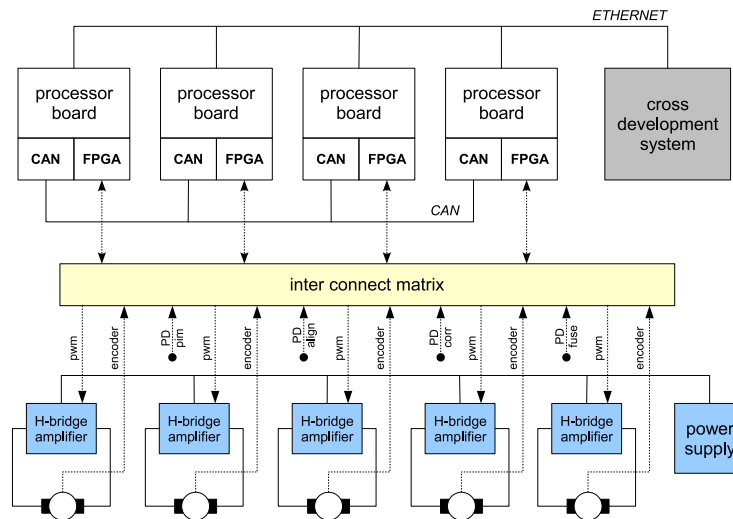 ETHERNET
processor
board
CAN
FPGA
processor
board
CAN
FPGA
processor
board
CAN
FPGA
processor
board
CAN
FPGA
cross
development
system
CAN
inter connect matrix
pwm
encoder
PD
pim
pwm
encoder
PD
align
pwm
encoder
PD
corr
pwm
encoder
PD
fuse
pwm
encoder
H-bridge
amplifier
H-bridge
amplifier
H-bridge
amplifier
H-bridge
amplifier
H-bridge
amplifier
power
supply